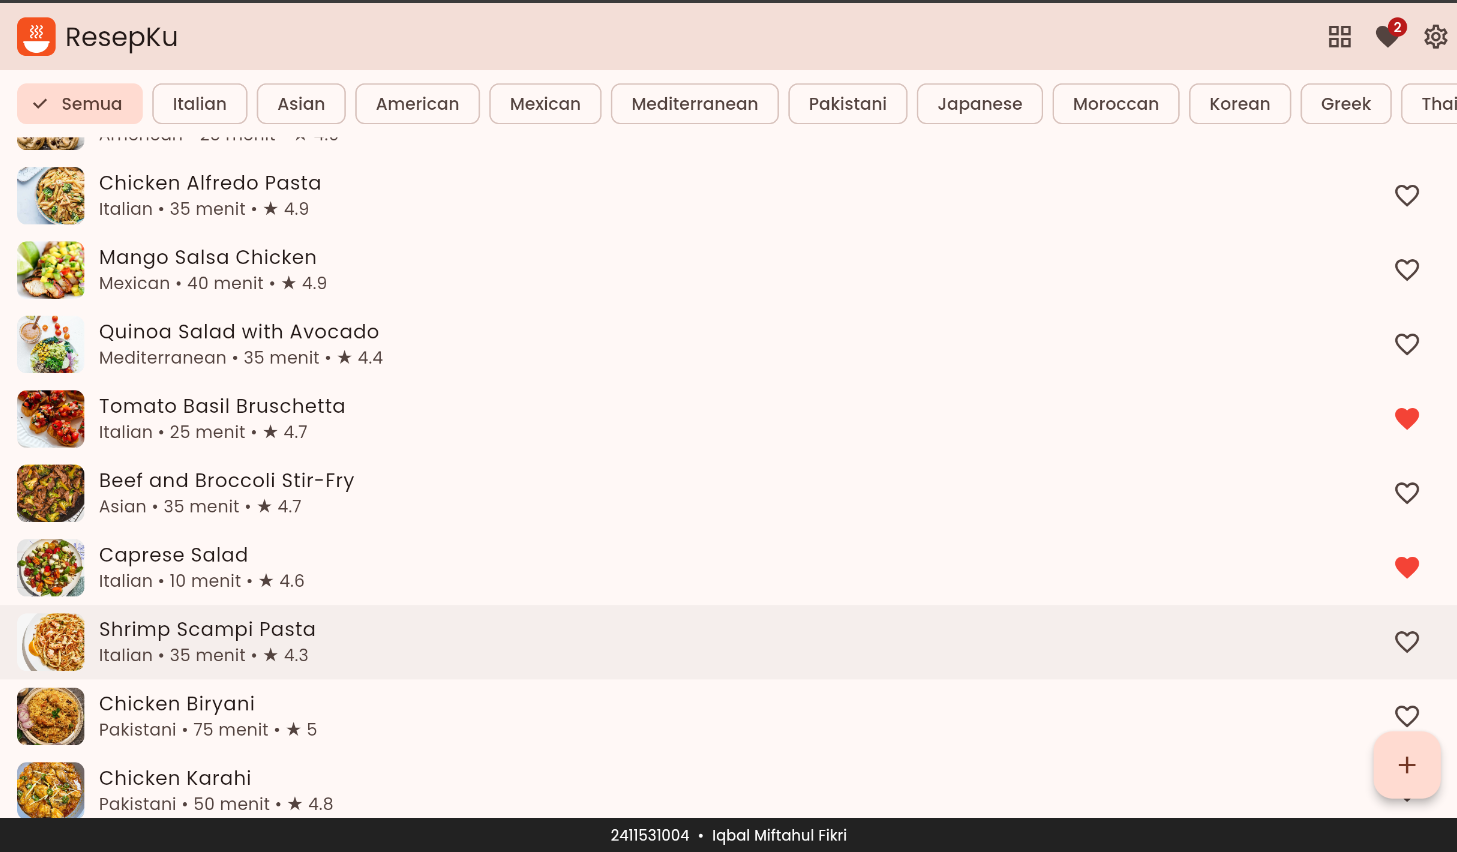 ResepKu
2
Semua
Italian
Asian
American
Mexican
Mediterranean
Pakistani
Japanese
Moroccan
Korean
Greek
Thai
Chicken Alfredo Pasta
Italian • 35 menit • ★ 4.9
Mango Salsa Chicken
Mexican • 40 menit • ★ 4.9
Quinoa Salad with Avocado
Mediterranean • 35 menit • ★ 4.4
Tomato Basil Bruschetta
Italian • 25 menit • ★ 4.7
Beef and Broccoli Stir-Fry
Asian • 35 menit • ★ 4.7
Caprese Salad
Italian • 10 menit • ★ 4.6
Shrimp Scampi Pasta
Italian • 35 menit • ★ 4.3
Chicken Biryani
Pakistani • 75 menit • ★ 5
Chicken Karahi
Pakistani • 50 menit • ★ 4.8
2411531004 • Iqbal Miftahul Fikri